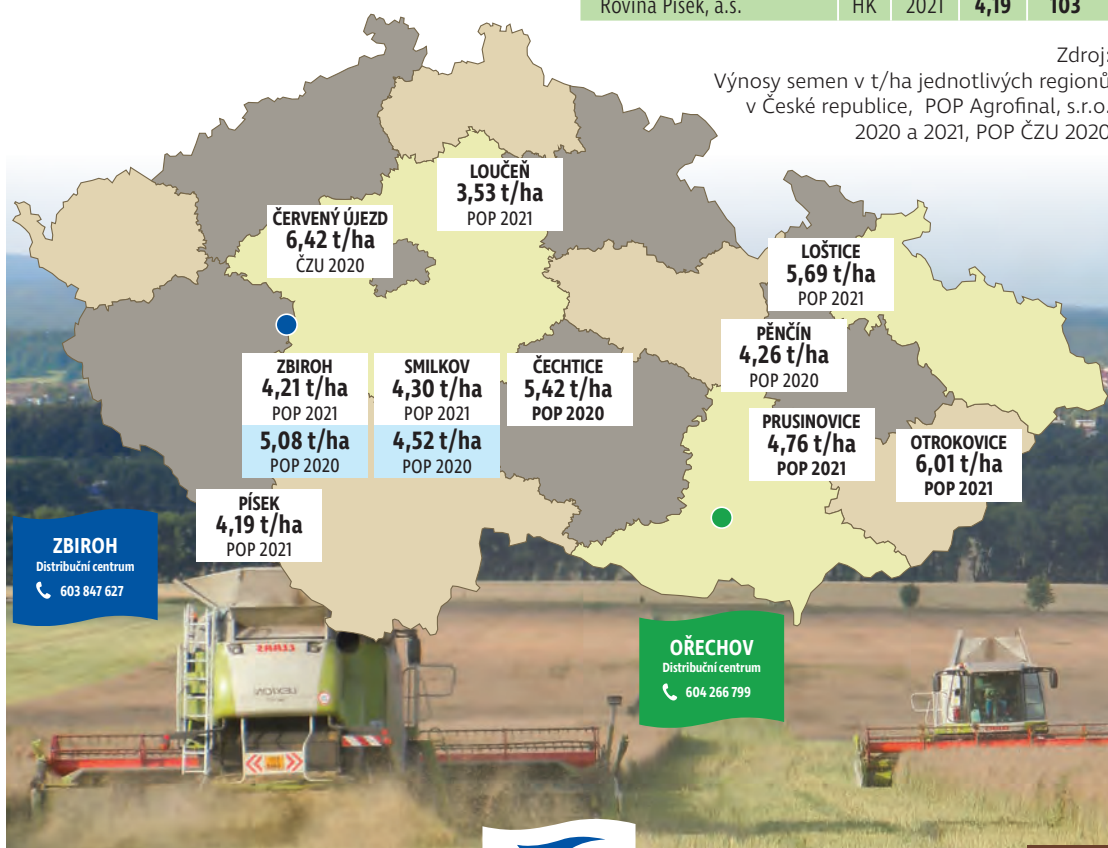 Rovina Písek, a.s. HK 2021 4,19 103
Zdroj:
Výnosy semen v t/ha jednotlivých regionů
v České republice, POP Agrofinal, s.r.o.
2020 a 2021, POP ČZU 2020
LOUČEŇ
3,53 t/ha
POP 2021
ČERVENÝ ÚJEZD
6,42 t/ha
ČZU 2020
LOŠTICE
5,69 t/ha
POP 2021
PĚNČÍN
4,26 t/ha
POP 2020
ZBIROH
4,21 t/ha
POP 2021
5,08 t/ha
POP 2020
SMILKOV
4,30 t/ha
POP 2021
4,52 t/ha
POP 2020
ČECHTICE
5,42 t/ha
POP 2020
PRUSINOVICE
4,76 t/ha
POP 2021
OTROKOVICE
6,01 t/ha
POP 2021
PÍSEK
4,19 t/ha
POP 2021
ZBIROH
Distribuční centrum
603 847 627
OŘECHOV
Distribuční centrum
604 266 799
CLAAS
LEXION